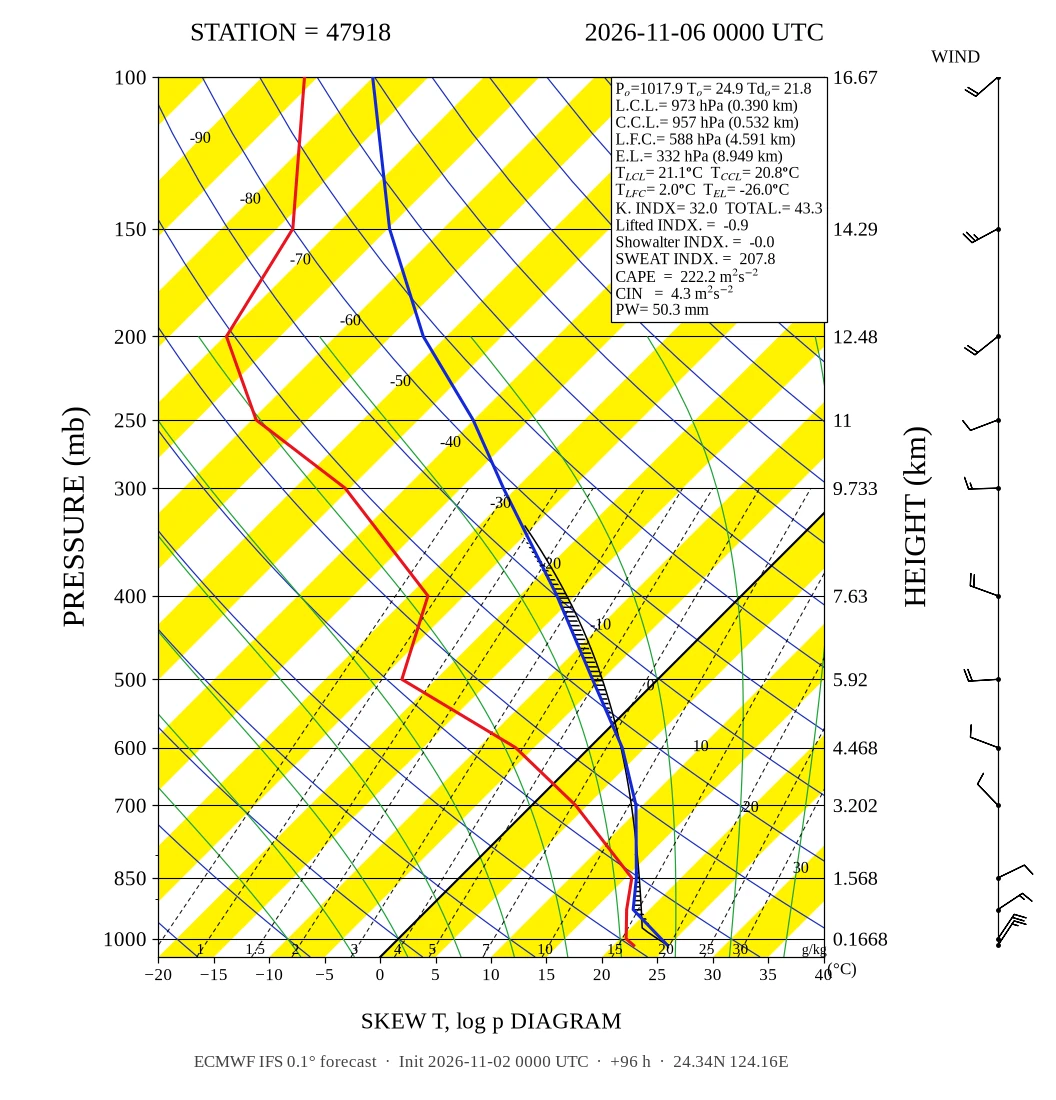 STATION = 47918
2026-11-06 0000 UTC
WIND
Po=1017.9 To= 24.9 Tdo= 21.8
L.C.L.= 973 hPa (0.390 km)
C.C.L.= 957 hPa (0.532 km)
L.F.C.= 588 hPa (4.591 km)
E.L.= 332 hPa (8.949 km)
TLCL= 21.1°C TCCL= 20.8°C
TLFC= 2.0°C TEL= -26.0°C
K. INDX= 32.0 TOTAL.= 43.3
Lifted INDX. = -0.9
Showalter INDX. = -0.0
SWEAT INDX. = 207.8
CAPE = 222.2 m²s⁻²
CIN = 4.3 m²s⁻²
PW= 50.3 mm
100 16.67
-90
-80
150 14.29
-70
-60
200 12.48
-50
250 11
-40
300 9.733
-30
-20
400 7.63
-10
500 5.92
0
600 4.468
10
700 3.202
20
850 1.568
30
1000 0.1668
PRESSURE (mb)
HEIGHT (km)
1 1.5 2 3 4 5 7 10 15 20 25 30 g/kg
−20 −15 −10 −5 0 5 10 15 20 25 30 35 40 (°C)
SKEW T, log p DIAGRAM
ECMWF IFS 0.1° forecast · Init 2026-11-02 0000 UTC · +96 h · 24.34N 124.16E